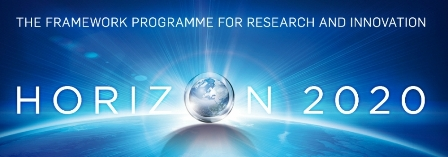 THE FRAMEWORK PROGRAMME FOR RESEARCH AND INNOVATION
HORIZON 2020